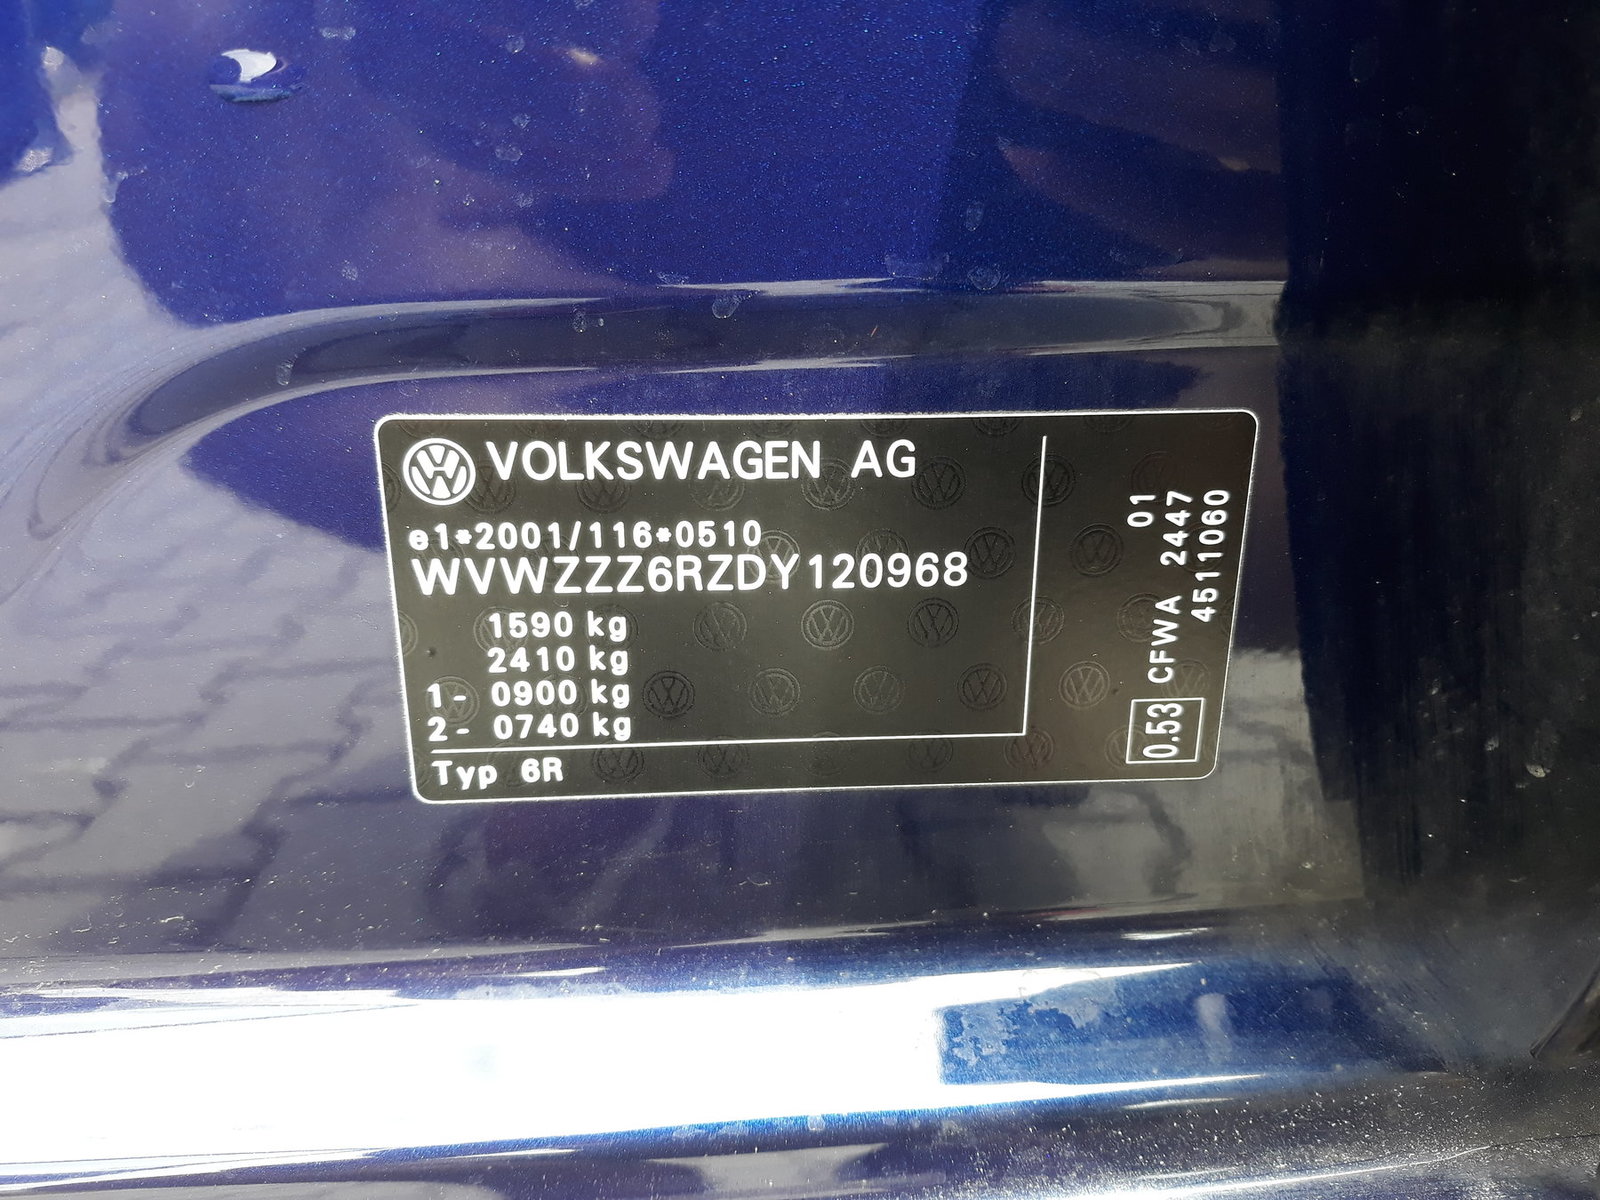 VOLKSWAGEN AG
e1*2001/116*0510
WVWZZZ6RZDY120968
1590 kg
2410 kg
1- 0900 kg
2- 0740 kg
Typ 6R
01
0.53 CFWA 2447
4511060